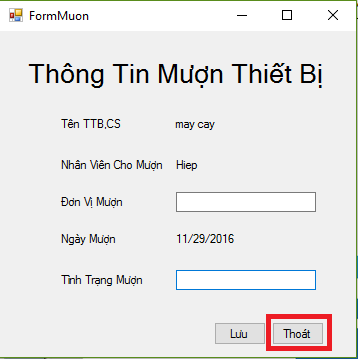 FormMuon
Thông Tin Mượn Thiết Bị
Tên TTB,CS may cay
Nhân Viên Cho Mượn Hiep
Đơn Vị Mượn
Ngày Mượn 11/29/2016
Tình Trạng Mượn
Lưu Thoát